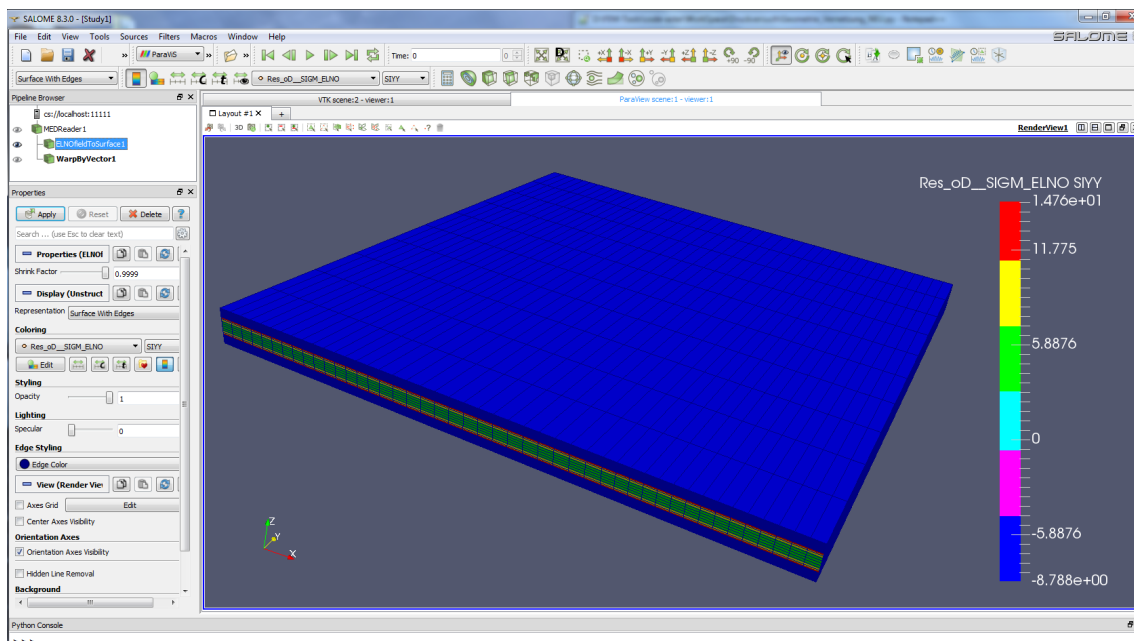 SALOME 8.3.0 - [Study1]
File Edit View Tools Sources Filters Macros Window Help
SALOME
» ParaViS » Time: 0 0 +90 -90 »
Surface With Edges Res_oD__SIGM_ELNO SIYY
Pipeline Browser
VTK scene:2 - viewer:1
ParaView scene:1 - viewer:1
cs://localhost:11111
MEDReader1
ELNOfieldToSurface1
WarpByVector1
Layout #1 X +
3D
RenderView1
Properties
Apply Reset Delete ?
Search ... (use Esc to clear text)
Properties (ELNOf
Shrink Factor 0.9999
Display (Unstruct
Representation Surface With Edges
Coloring
Res_oD__SIGM_ELNO SIYY
Edit
Styling
Opacity 1
Lighting
Specular 0
Edge Styling
Edge Color
View (Render Vie
Axes Grid Edit
Center Axes Visibility
Orientation Axes
Orientation Axes Visibility
Hidden Line Removal
Background
Res_oD__SIGM_ELNO SIYY
1.476e+01
11.775
5.8876
0
-5.8876
-8.788e+00
Z
Y
X
Python Console
>>>